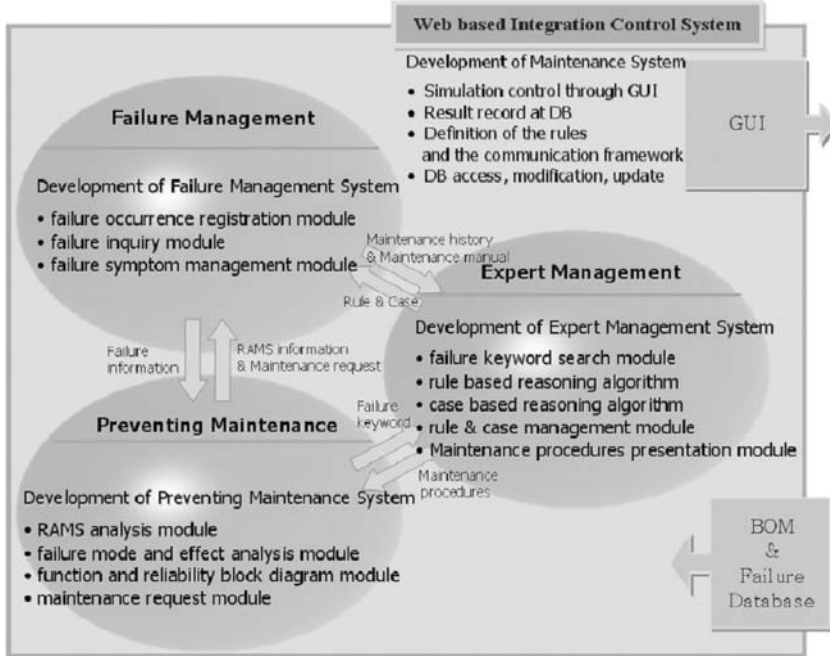 Web based Integration Control System
Development of Maintenance System
• Simulation control through GUI
• Result record at DB
• Definition of the rules
and the communication framework
• DB access, modification, update
GUI
Failure Management
Development of Failure Management System
• failure occurrence registration module
• failure inquiry module
• failure symptom management module
Maintenance history
& Maintenance manual
Rule & Case
Expert Management
Development of Expert Management System
• failure keyword search module
• rule based reasoning algorithm
• case based reasoning algorithm
• rule & case management module
• Maintenance procedures presentation module
Failure
information
RAMS information
& Maintenance request
Failure
keyword
Maintenance
procedures
Preventing Maintenance
Development of Preventing Maintenance System
• RAMS analysis module
• failure mode and effect analysis module
• function and reliability block diagram module
• maintenance request module
BOM
&
Failure
Database